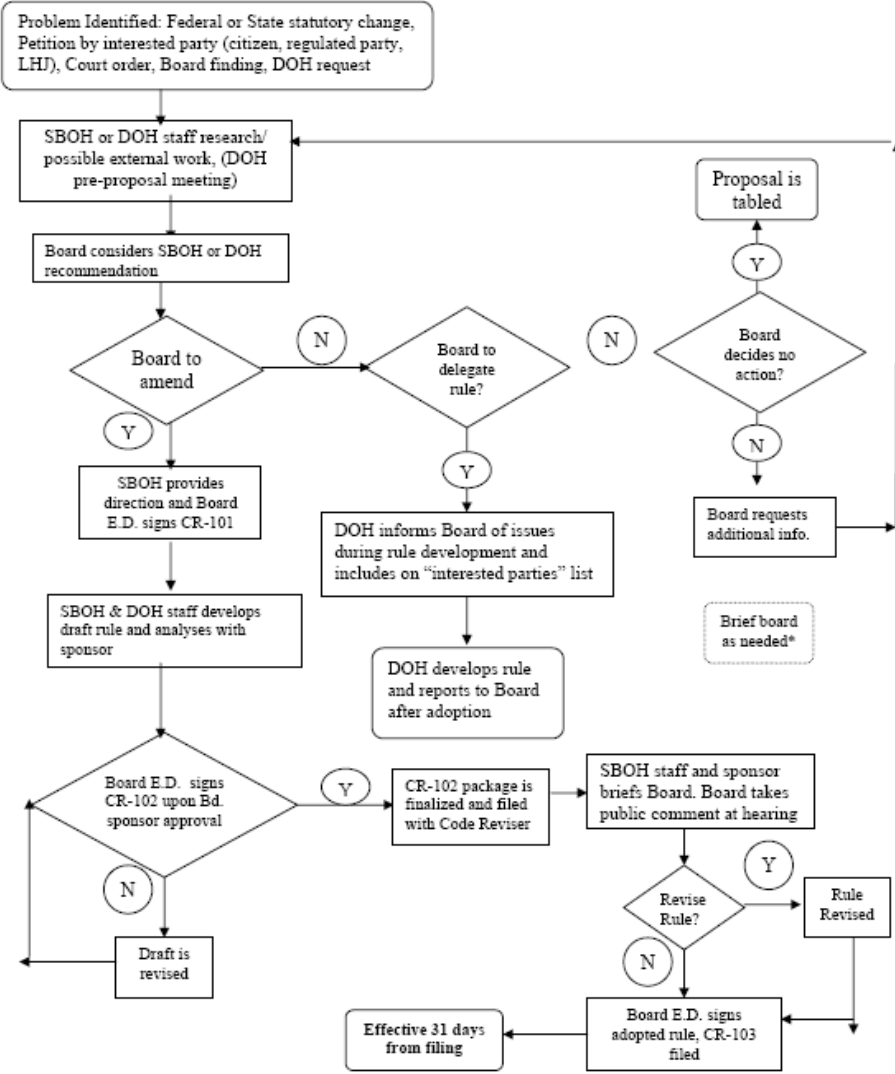 Problem Identified: Federal or State statutory change,
Petition by interested party (citizen, regulated party,
LHJ), Court order, Board finding, DOH request
SBOH or DOH staff research/
possible external work, (DOH
pre-proposal meeting)
Proposal is
tabled
Board considers SBOH or DOH
recommendation
Y
Board to
amend
N
Board to
delegate
rule?
N
Board
decides no
action?
Y
Y
N
SBOH provides
direction and Board
E.D. signs CR-101
Board requests
additional info.
DOH informs Board of issues
during rule development and
includes on “interested parties” list
SBOH & DOH staff develops
draft rule and analyses with
sponsor
Brief board
as needed*
DOH develops rule
and reports to Board
after adoption
Board E.D. signs
CR-102 upon Bd.
sponsor approval
Y
CR-102 package is
finalized and filed
with Code Reviser
SBOH staff and sponsor
briefs Board. Board takes
public comment at hearing
N
Revise
Rule?
Y
Rule
Revised
Draft is
revised
N
Board E.D. signs
adopted rule, CR-103
filed
Effective 31 days
from filing